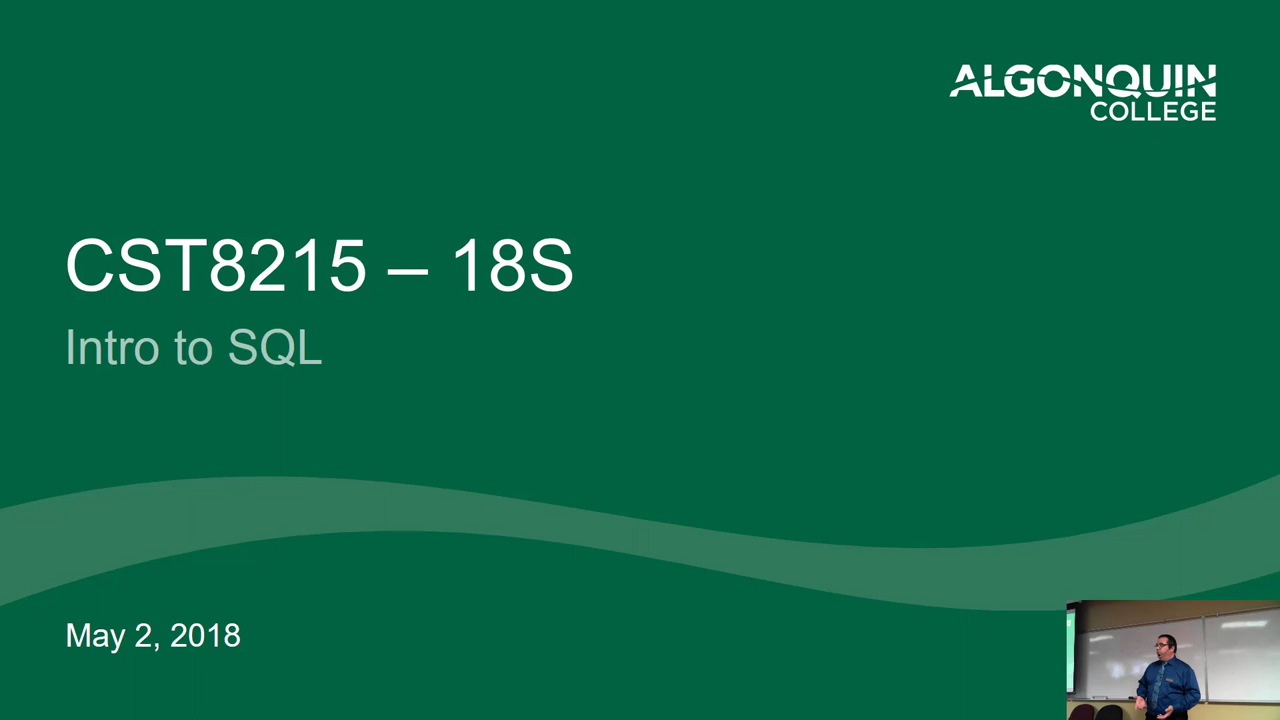 ALGONQUIN
COLLEGE
CST8215 – 18S
Intro to SQL
May 2, 2018